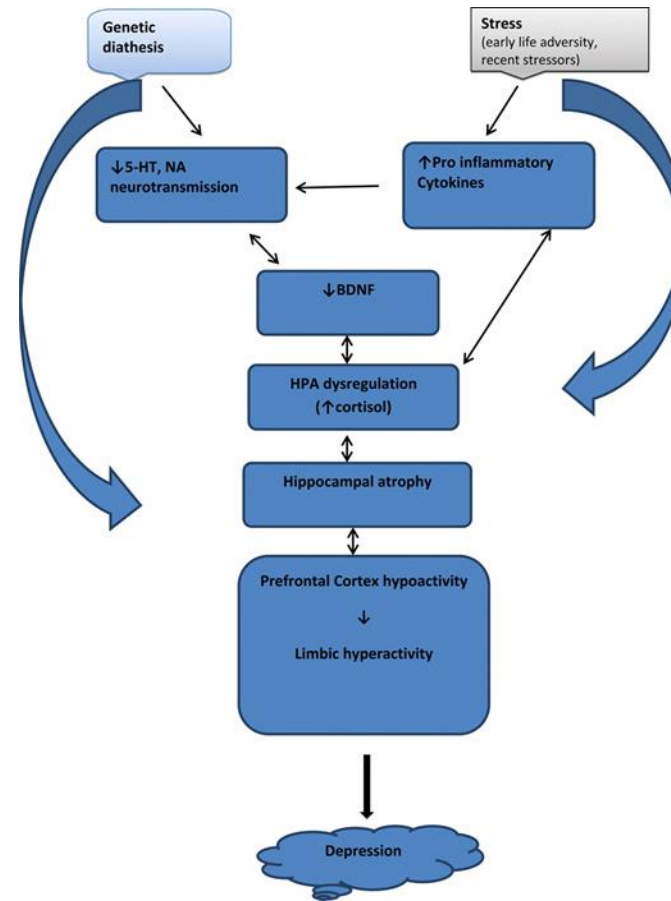 Genetic
diathesis
Stress
(early life adversity,
recent stressors)
↓5-HT, NA
neurotransmission
↑Pro inflammatory
Cytokines
↓BDNF
HPA dysregulation
(↑cortisol)
Hippocampal atrophy
Prefrontal Cortex hypoactivity
↓
Limbic hyperactivity
Depression